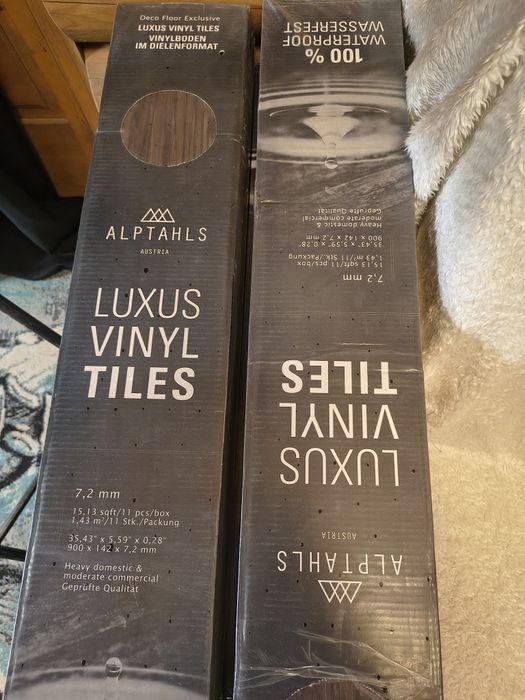 Deco Floor Exclusive
LUXUS VINYL TILES
VINYLBODEN
IM DIELENFORMAT
ALPTAHLS
AUSTRIA
LUXUS
VINYL
TILES
7,2 mm
15,13 sqft/11 pcs/box
1,43 m²/11 Stk./Packung
35,43" x 5,59" x 0,28"
900 x 142 x 7,2 mm
Heavy domestic &
moderate commercial
Geprüfte Qualität
ALPTAHLS
AUSTRIA
LUXUS
VINYL
TILES
7,2 mm
15,13 sqft/11 pcs/box
1,43 m²/11 Stk./Packung
35,43" x 5,59" x 0,28"
900 x 142 x 7,2 mm
Heavy domestic &
moderate commercial
Geprüfte Qualität
100 %
WATERPROOF
WASSERFEST